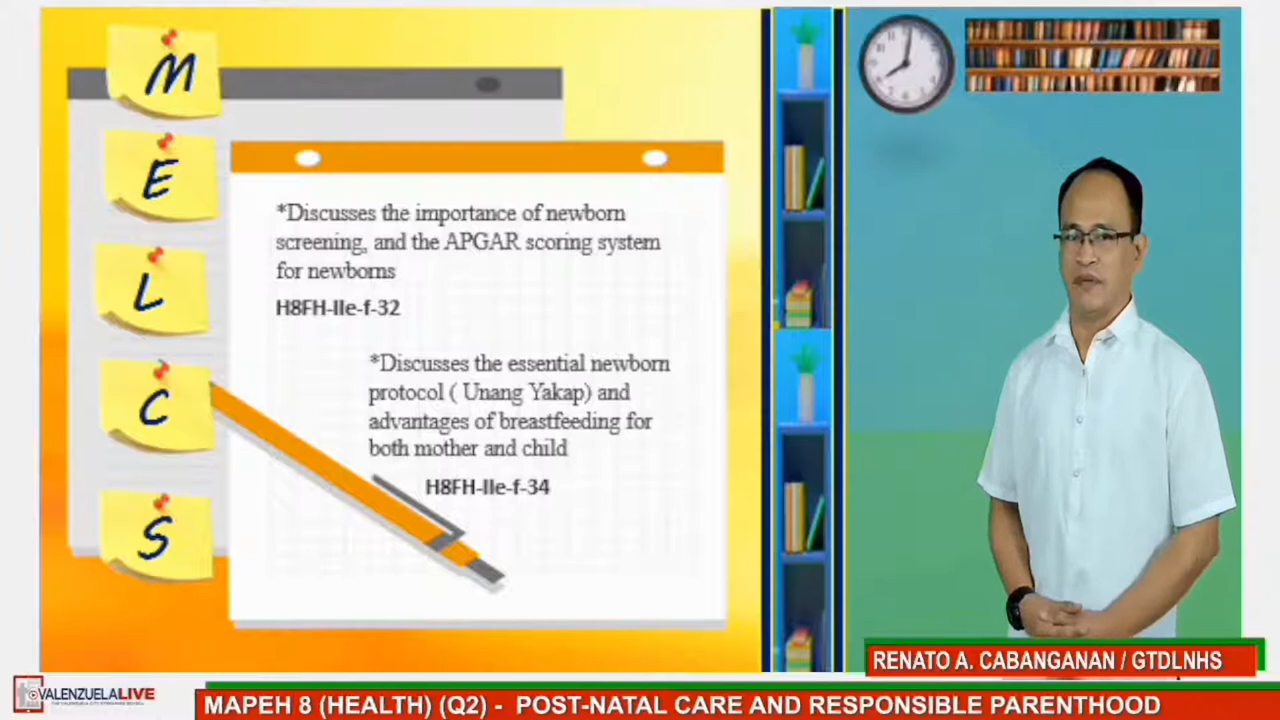 M
E
L
C
S
*Discusses the importance of newborn
screening, and the APGAR scoring system
for newborns
H8FH-IIe-f-32
*Discusses the essential newborn
protocol ( Unang Yakap) and
advantages of breastfeeding for
both mother and child
H8FH-IIe-f-34
RENATO A. CABANGANAN / GTDLNHS
VALENZUELALIVE
MAPEH 8 (HEALTH) (Q2) - POST-NATAL CARE AND RESPONSIBLE PARENTHOOD